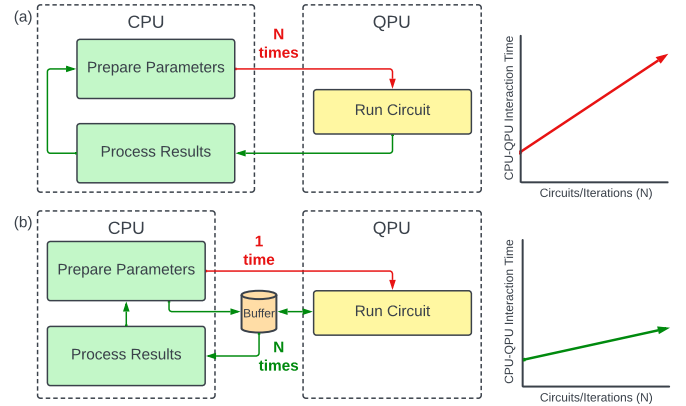 (a)
CPU
QPU
N
times
Prepare Parameters
Run Circuit
Process Results
CPU-QPU Interaction Time
Circuits/Iterations (N)
(b)
CPU
QPU
1
time
Prepare Parameters
Buffer
Run Circuit
Process Results
N
times
CPU-QPU Interaction Time
Circuits/Iterations (N)